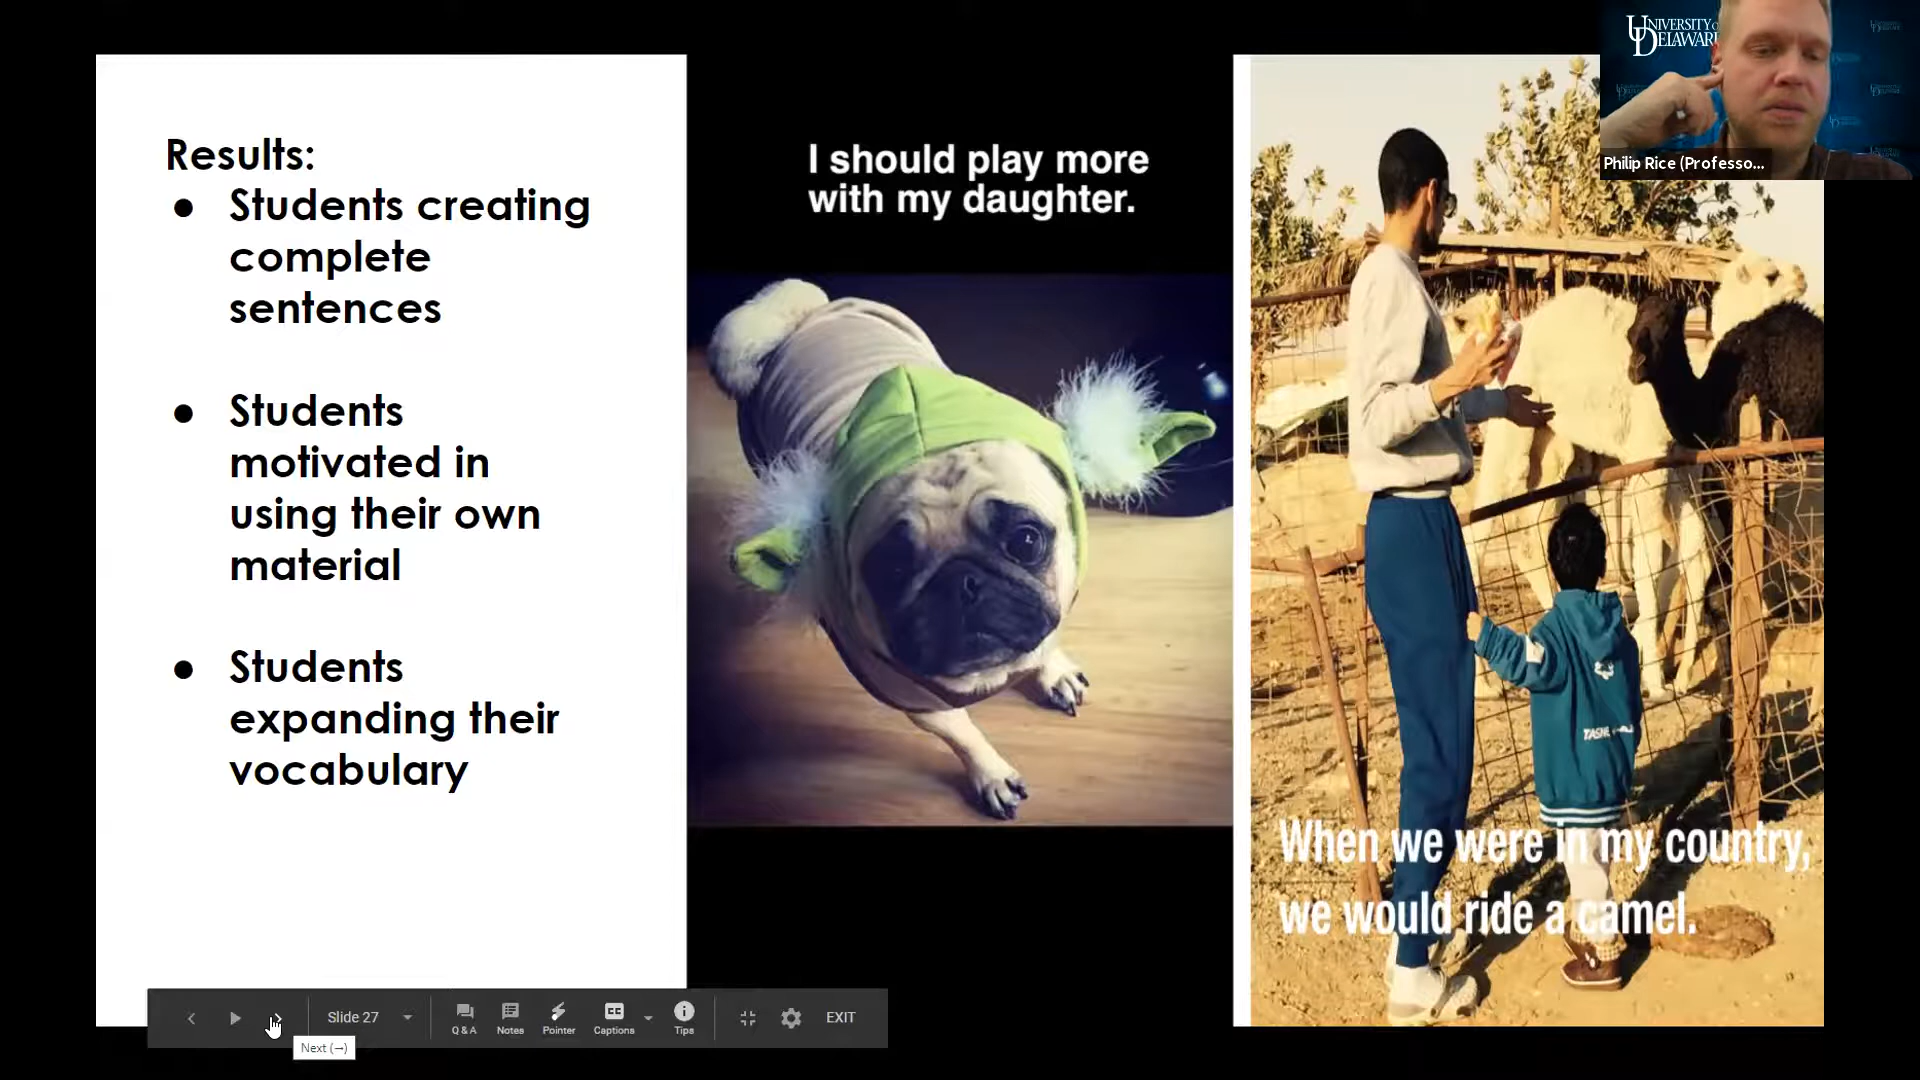 Results:
● Students creating
complete
sentences
● Students
motivated in
using their own
material
● Students
expanding their
vocabulary
I should play more
with my daughter.
When we were in my country,
we would ride a camel.
UNIVERSITY OF
DELAWARE
Philip Rice (Professo...
Slide 27
Q & A
Notes
Pointer
CC
Captions
Tips
EXIT
Next (→)